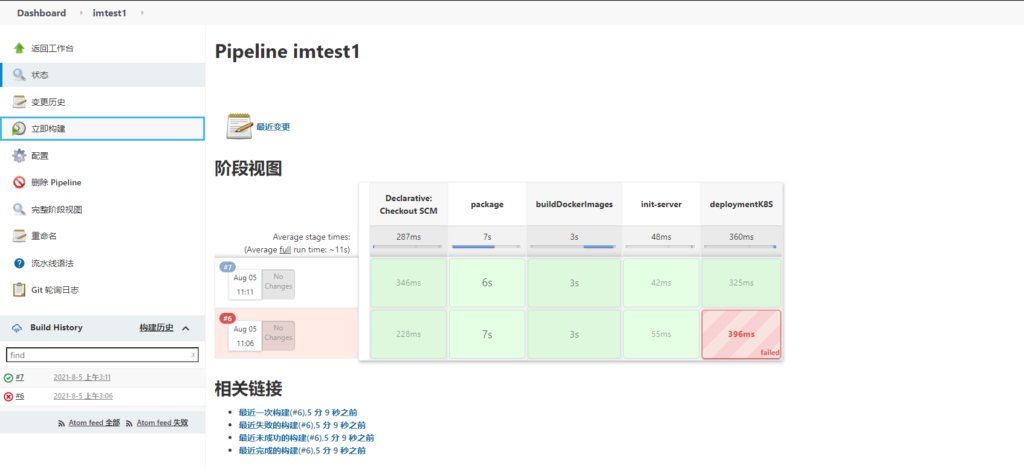 Dashboard
imtest1
返回工作台
状态
变更历史
立即构建
配置
删除 Pipeline
完整阶段视图
重命名
流水线语法
Git 轮询日志
Build History
构建历史
find
x
#7
2021-8-5 上午3:11
#6
2021-8-5 上午3:06
Atom feed 全部
Atom feed 失败
Pipeline imtest1
最近变更
阶段视图
Declarative:
Checkout SCM
package
buildDockerImages
init-server
deploymentK8S
Average stage times:
(Average full run time: ~11s)
287ms
7s
3s
48ms
360ms
#7
Aug 05
11:11
No
Changes
346ms
6s
3s
42ms
325ms
#6
Aug 05
11:06
No
Changes
228ms
7s
3s
55ms
396ms
failed
相关链接
最近一次构建(#6),5 分 9 秒之前
最近失败的构建(#6),5 分 9 秒之前
最近未成功的构建(#6),5 分 9 秒之前
最近完成的构建(#6),5 分 9 秒之前